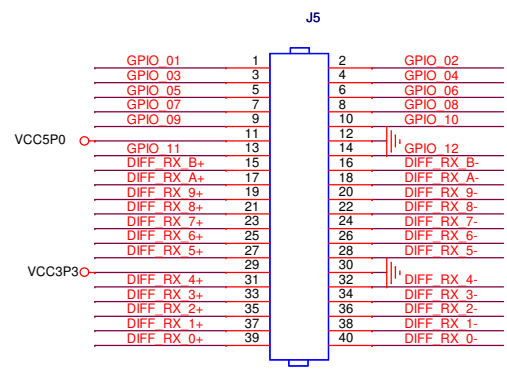 J5
GPIO_01 1 2 GPIO_02
GPIO_03 3 4 GPIO_04
GPIO_05 5 6 GPIO_06
GPIO_07 7 8 GPIO_08
GPIO_09 9 10 GPIO_10
VCC5P0 11 12
GPIO_11 13 14 GPIO_12
DIFF_RX_B+ 15 16 DIFF_RX_B-
DIFF_RX_A+ 17 18 DIFF_RX_A-
DIFF_RX_9+ 19 20 DIFF_RX_9-
DIFF_RX_8+ 21 22 DIFF_RX_8-
DIFF_RX_7+ 23 24 DIFF_RX_7-
DIFF_RX_6+ 25 26 DIFF_RX_6-
DIFF_RX_5+ 27 28 DIFF_RX_5-
VCC3P3 29 30
DIFF_RX_4+ 31 32 DIFF_RX_4-
DIFF_RX_3+ 33 34 DIFF_RX_3-
DIFF_RX_2+ 35 36 DIFF_RX_2-
DIFF_RX_1+ 37 38 DIFF_RX_1-
DIFF_RX_0+ 39 40 DIFF_RX_0-